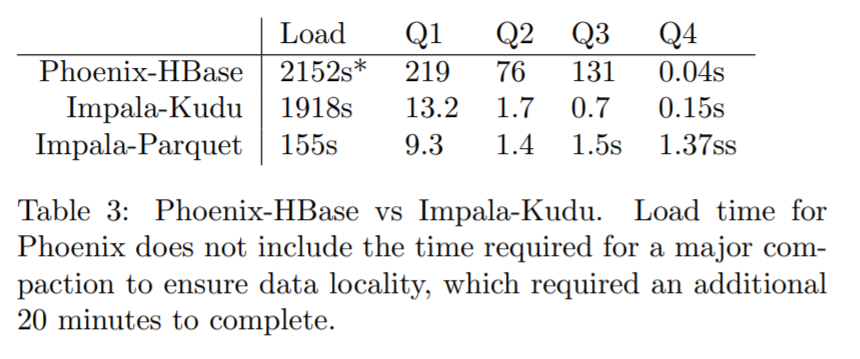 Load Q1 Q2 Q3 Q4
Phoenix-HBase 2152s* 219 76 131 0.04s
Impala-Kudu 1918s 13.2 1.7 0.7 0.15s
Impala-Parquet 155s 9.3 1.4 1.5s 1.37ss
Table 3: Phoenix-HBase vs Impala-Kudu. Load time for
Phoenix does not include the time required for a major com-
paction to ensure data locality, which required an additional
20 minutes to complete.